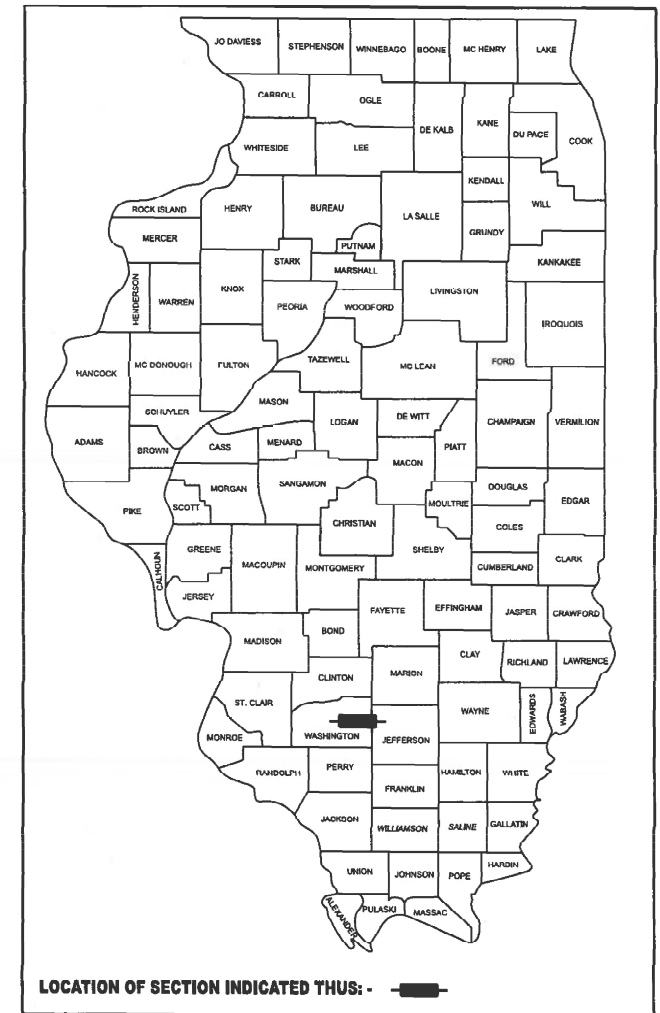 JO DAVIESS STEPHENSON WINNEBAGO BOONE MC HENRY LAKE
CARROLL OGLE DE KALB KANE DU PAGE COOK
WHITESIDE LEE
KENDALL WILL
ROCK ISLAND HENRY BUREAU LA SALLE GRUNDY
MERCER PUTNAM
STARK MARSHALL KANKAKEE
HENDERSON WARREN KNOX PEORIA WOODFORD LIVINGSTON IROQUOIS
HANCOCK MC DONOUGH FULTON TAZEWELL MC LEAN FORD
MASON
SCHUYLER LOGAN DE WITT CHAMPAIGN VERMILION
ADAMS BROWN CASS MENARD PIATT
MACON
MORGAN SANGAMON DOUGLAS EDGAR
PIKE SCOTT CHRISTIAN MOULTRIE COLES
GREENE MACOUPIN MONTGOMERY SHELBY CUMBERLAND CLARK
CALHOUN JERSEY
FAYETTE EFFINGHAM JASPER CRAWFORD
MADISON BOND
CLINTON MARION CLAY RICHLAND LAWRENCE
ST. CLAIR WAYNE EDWARDS WABASH
MONROE WASHINGTON JEFFERSON
RANDOLPH PERRY HAMILTON WHITE
FRANKLIN
JACKSON WILLIAMSON SALINE GALLATIN
UNION JOHNSON POPE HARDIN
ALEXANDER PULASKI MASSAC
LOCATION OF SECTION INDICATED THUS: -